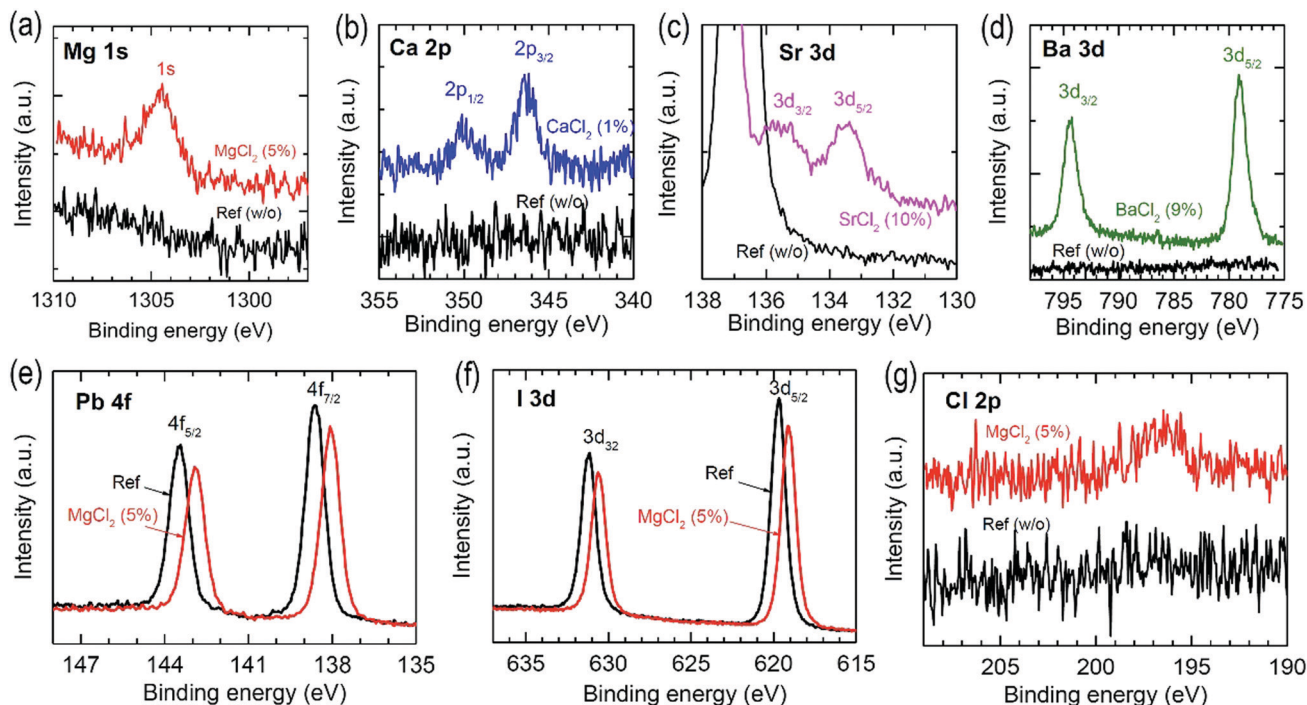 (a)
Mg 1s
1s
MgCl₂ (5%)
Ref (w/o)
Intensity (a.u.)
1310 1305 1300
Binding energy (eV)
(b)
Ca 2p
2p₃/₂
2p₁/₂
CaCl₂ (1%)
Ref (w/o)
Intensity (a.u.)
355 350 345 340
Binding energy (eV)
(c)
Sr 3d
3d₃/₂ 3d₅/₂
SrCl₂ (10%)
Ref (w/o)
Intensity (a.u.)
138 136 134 132 130
Binding energy (eV)
(d)
Ba 3d
3d₅/₂
3d₃/₂
BaCl₂ (9%)
Ref (w/o)
Intensity (a.u.)
795 790 785 780 775
Binding energy (eV)
(e)
Pb 4f
4f₇/₂
4f₅/₂
Ref
MgCl₂ (5%)
Intensity (a.u.)
147 144 141 138 135
Binding energy (eV)
(f)
I 3d
3d₅/₂
3d₃₂
Ref
MgCl₂ (5%)
Intensity (a.u.)
635 630 625 620 615
Binding energy (eV)
(g)
Cl 2p
MgCl₂ (5%)
Ref (w/o)
Intensity (a.u.)
205 200 195 190
Binding energy (eV)